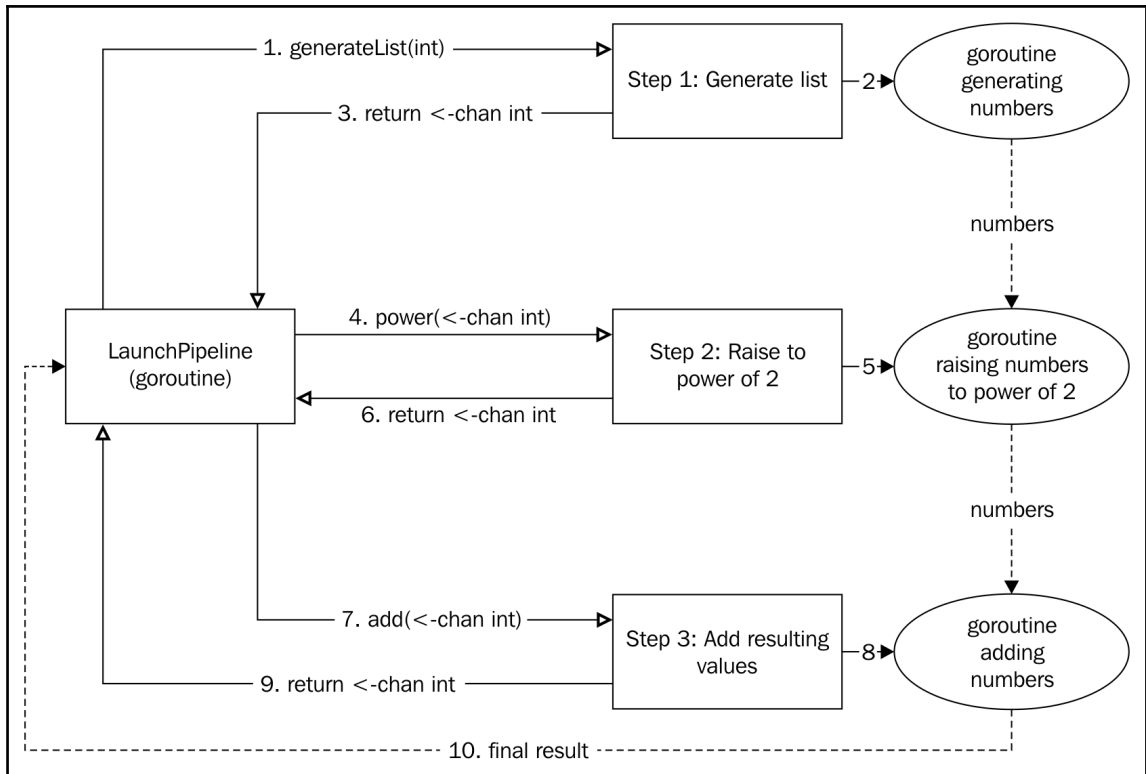 1. generateList(int)
Step 1: Generate list
2
goroutine
generating
numbers
3. return <-chan int
numbers
LaunchPipeline
(goroutine)
4. power(<-chan int)
Step 2: Raise to
power of 2
5
goroutine
raising numbers
to power of 2
6. return <-chan int
numbers
7. add(<-chan int)
Step 3: Add resulting
values
8
goroutine
adding
numbers
9. return <-chan int
10. final result